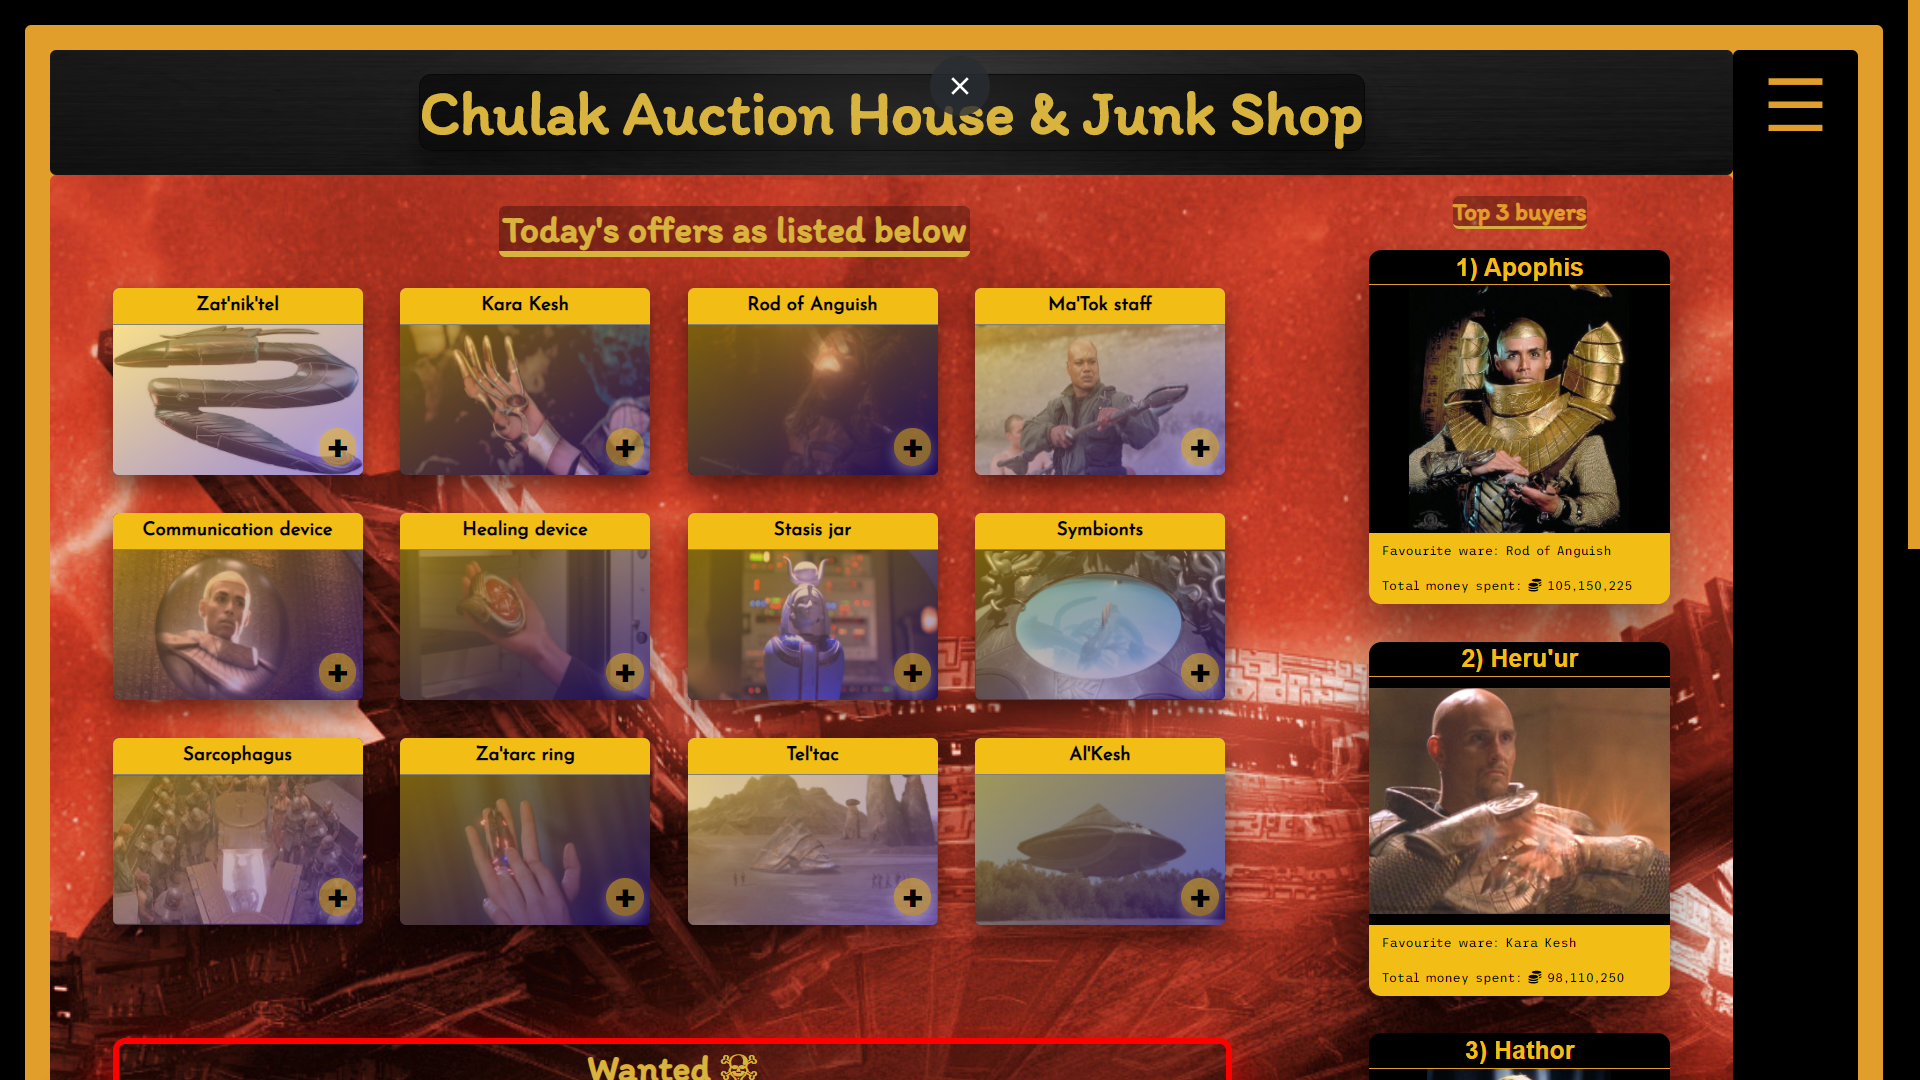 Chulak Auction House & Junk Shop
Today's offers as listed below
Zat'nik'tel
Kara Kesh
Rod of Anguish
Ma'Tok staff
Communication device
Healing device
Stasis jar
Symbionts
Sarcophagus
Za'tarc ring
Tel'tac
Al'Kesh
Wanted
Top 3 buyers
1) Apophis
Favourite ware: Rod of Anguish
Total money spent: 105,150,225
2) Heru'ur
Favourite ware: Kara Kesh
Total money spent: 98,110,250
3) Hathor